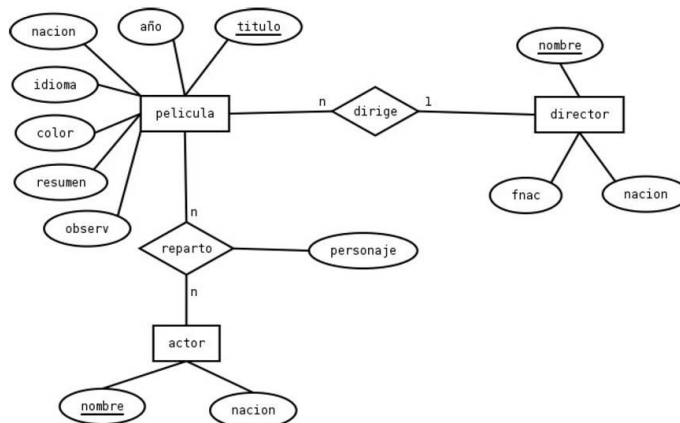 nacion
año
titulo
idioma
color
resumen
observ
pelicula
n
dirige
1
director
nombre
fnac
nacion
n
reparto
personaje
n
actor
nombre
nacion